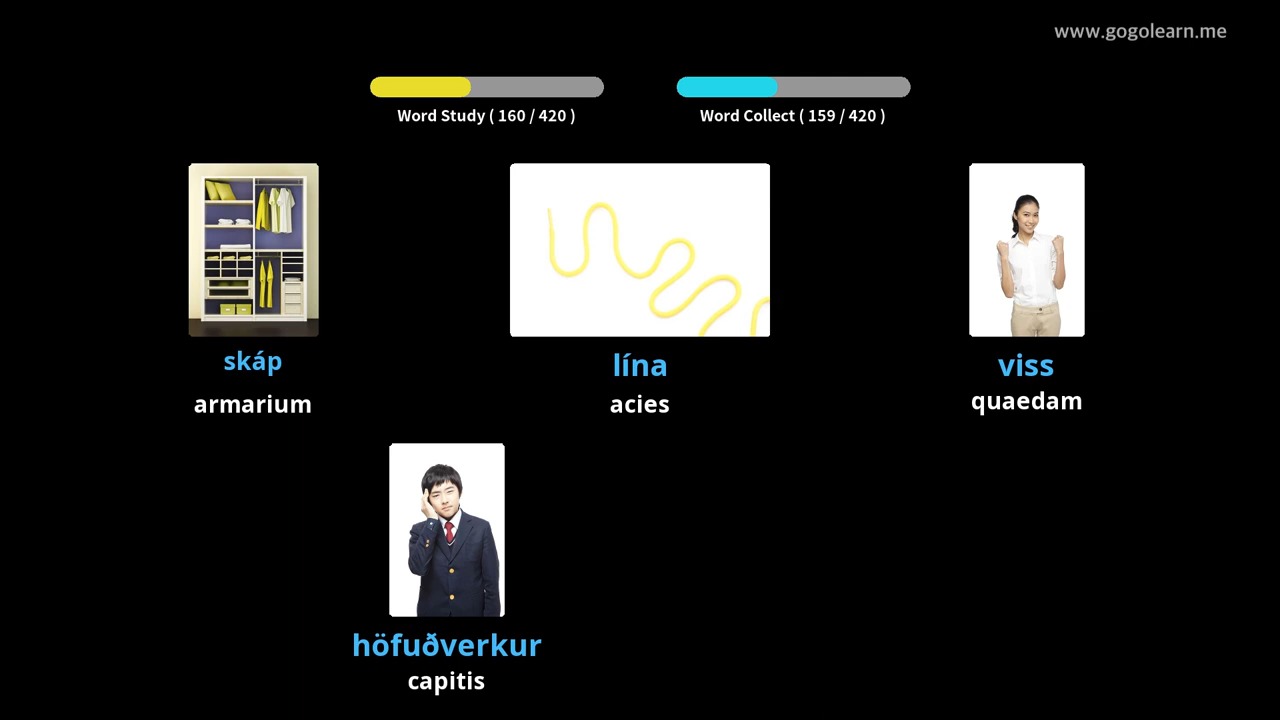 www.gogolearn.me
Word Study ( 160 / 420 )
Word Collect ( 159 / 420 )
skáp
armarium
lína
acies
viss
quaedam
höfuðverkur
capitis